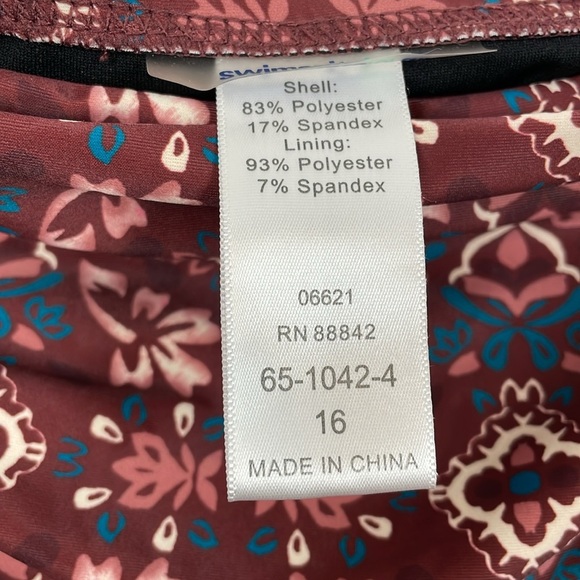 Shell:
83% Polyester
17% Spandex
Lining:
93% Polyester
7% Spandex
06621
RN 88842
65-1042-4
16
MADE IN CHINA